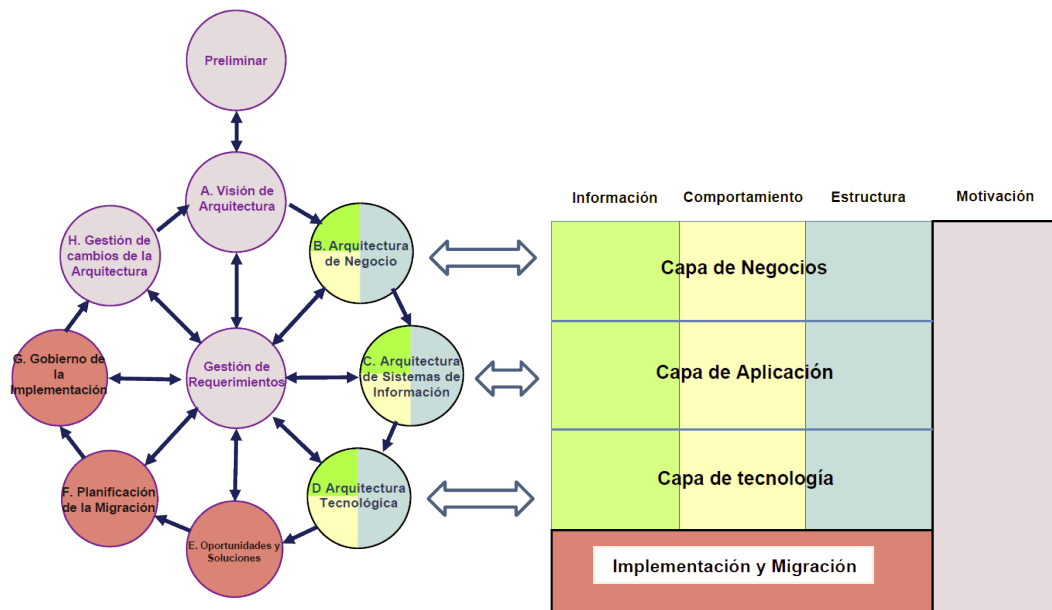 Preliminar
A. Visión de
Arquitectura
H. Gestión de
cambios de la
Arquitectura
B. Arquitectura
de Negocio
G. Gobierno de
la
Implementación
Gestión de
Requerimientos
C. Arquitectura
de Sistemas de
Información
F. Planificación
de la Migración
D Arquitectura
Tecnológica
E. Oportunidades y
Soluciones
Información
Comportamiento
Estructura
Motivación
Capa de Negocios
Capa de Aplicación
Capa de tecnología
Implementación y Migración